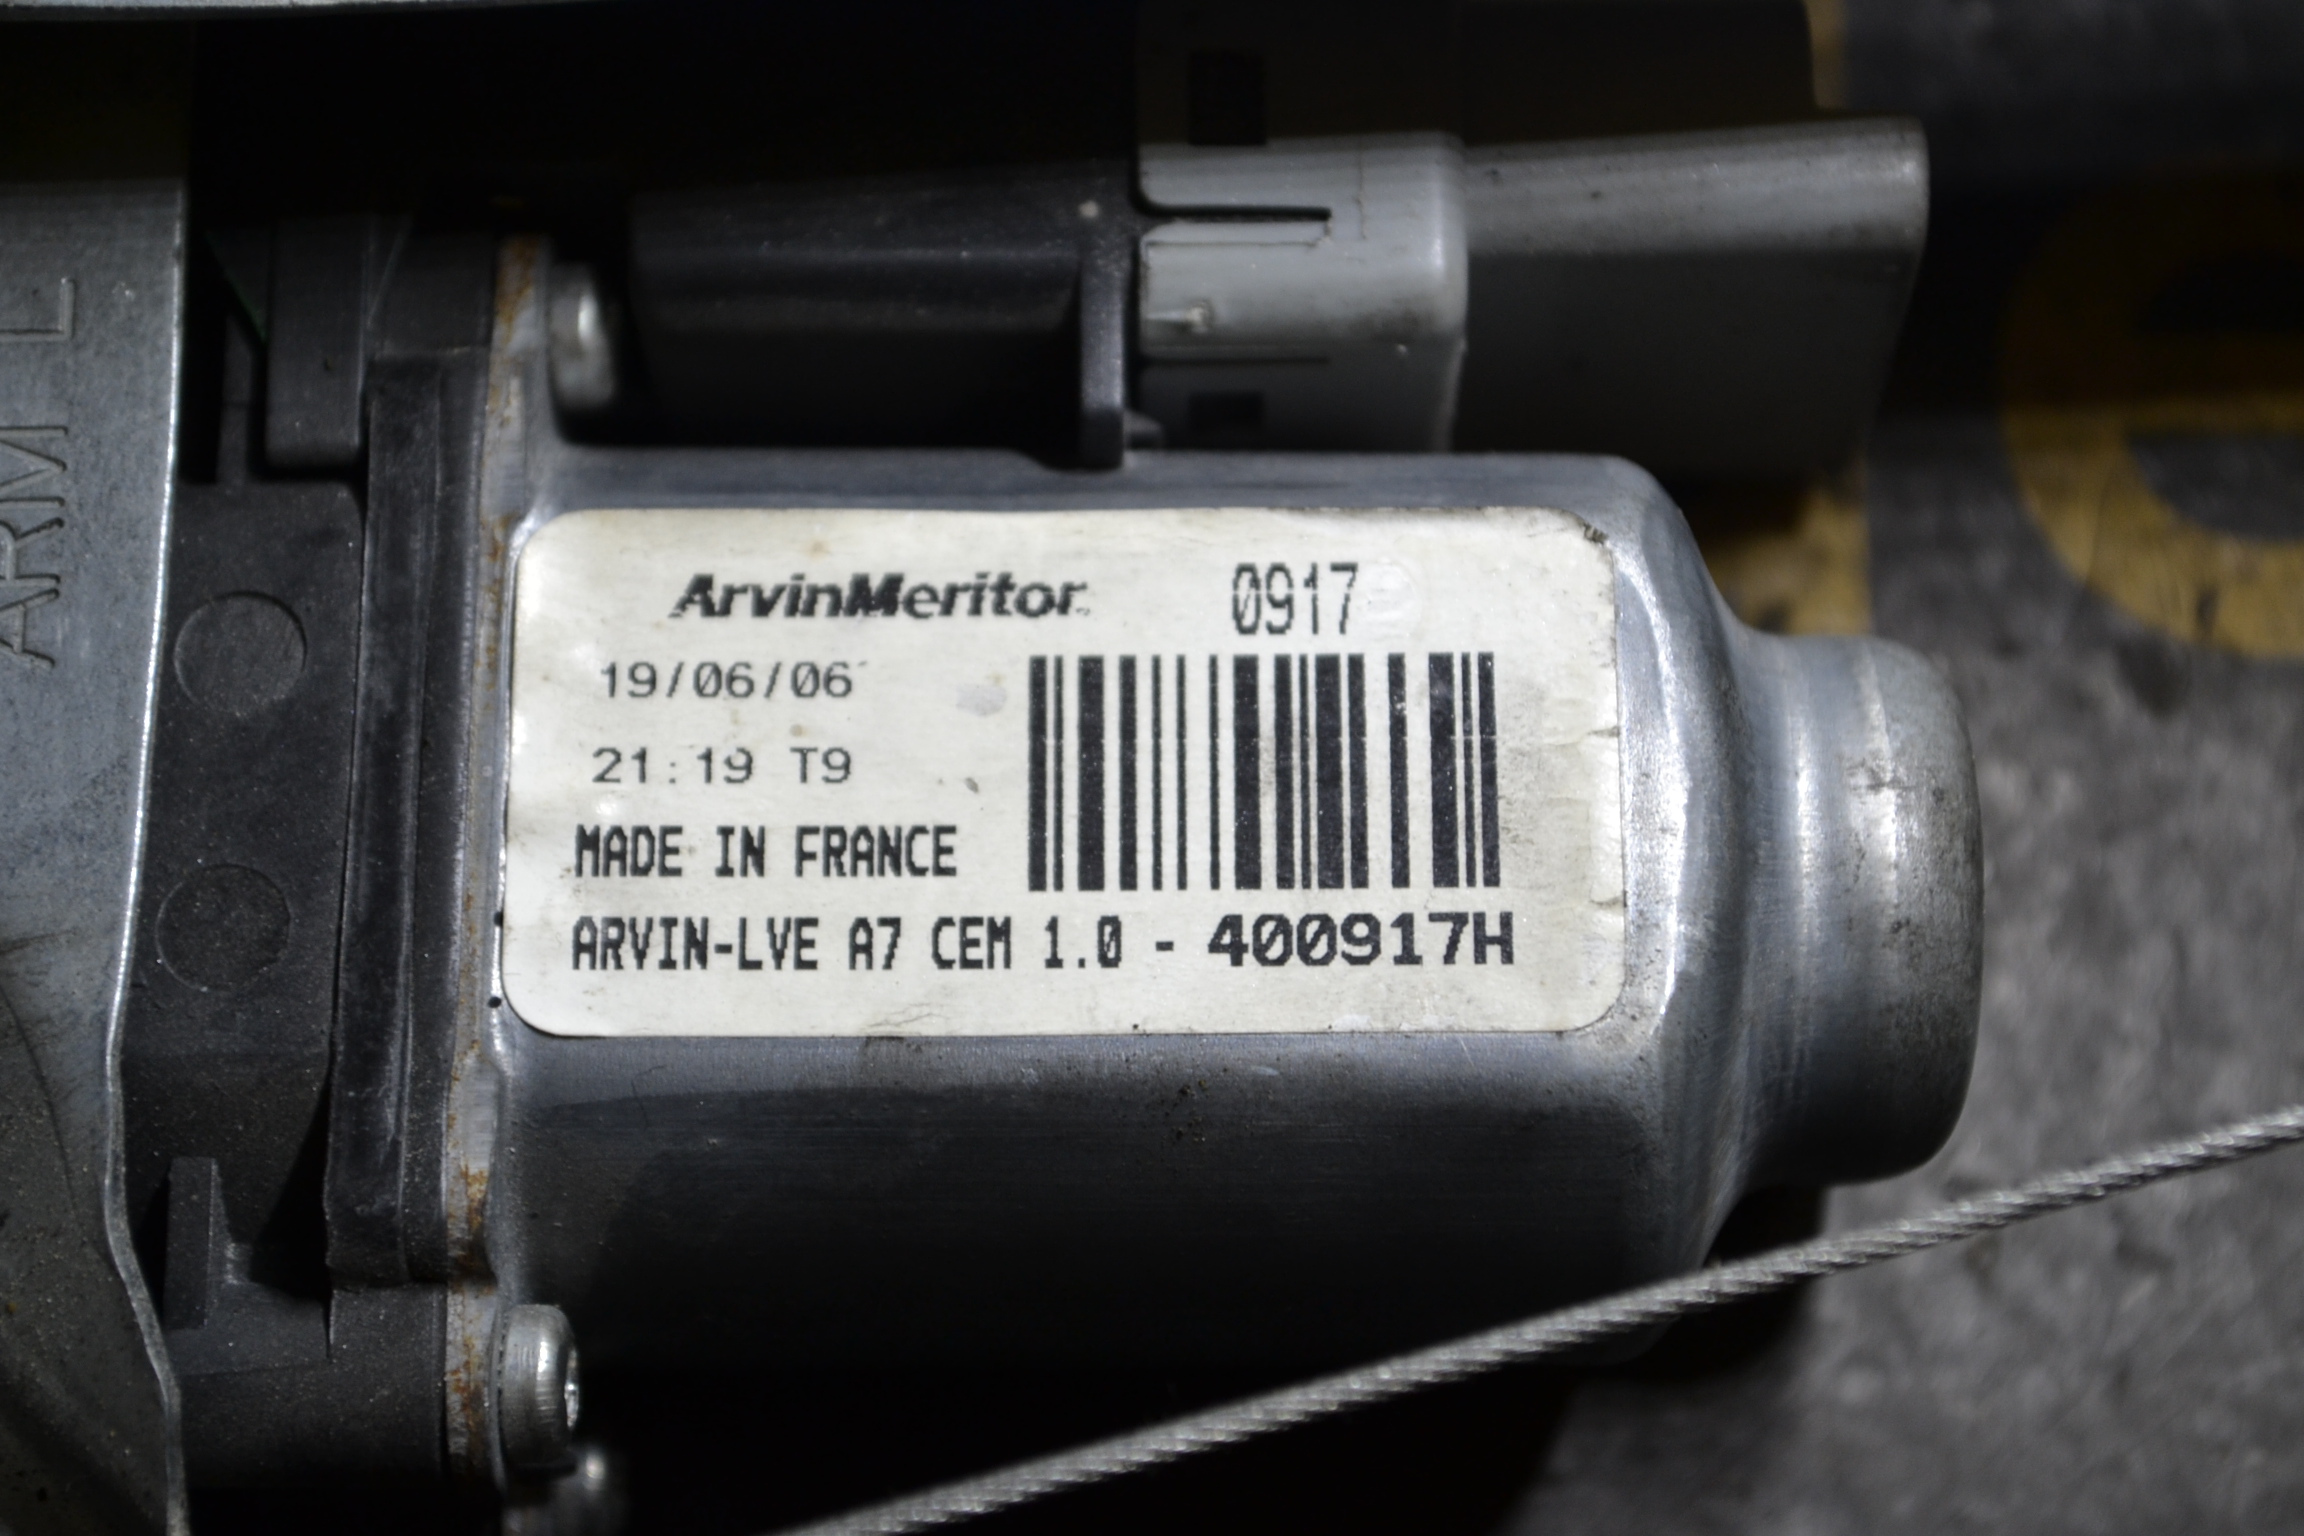 ArvinMeritor 0917
19/06/06
21:19 T9
MADE IN FRANCE
ARVIN-LVE A7 CEM 1.0 - 400917H
ARM L